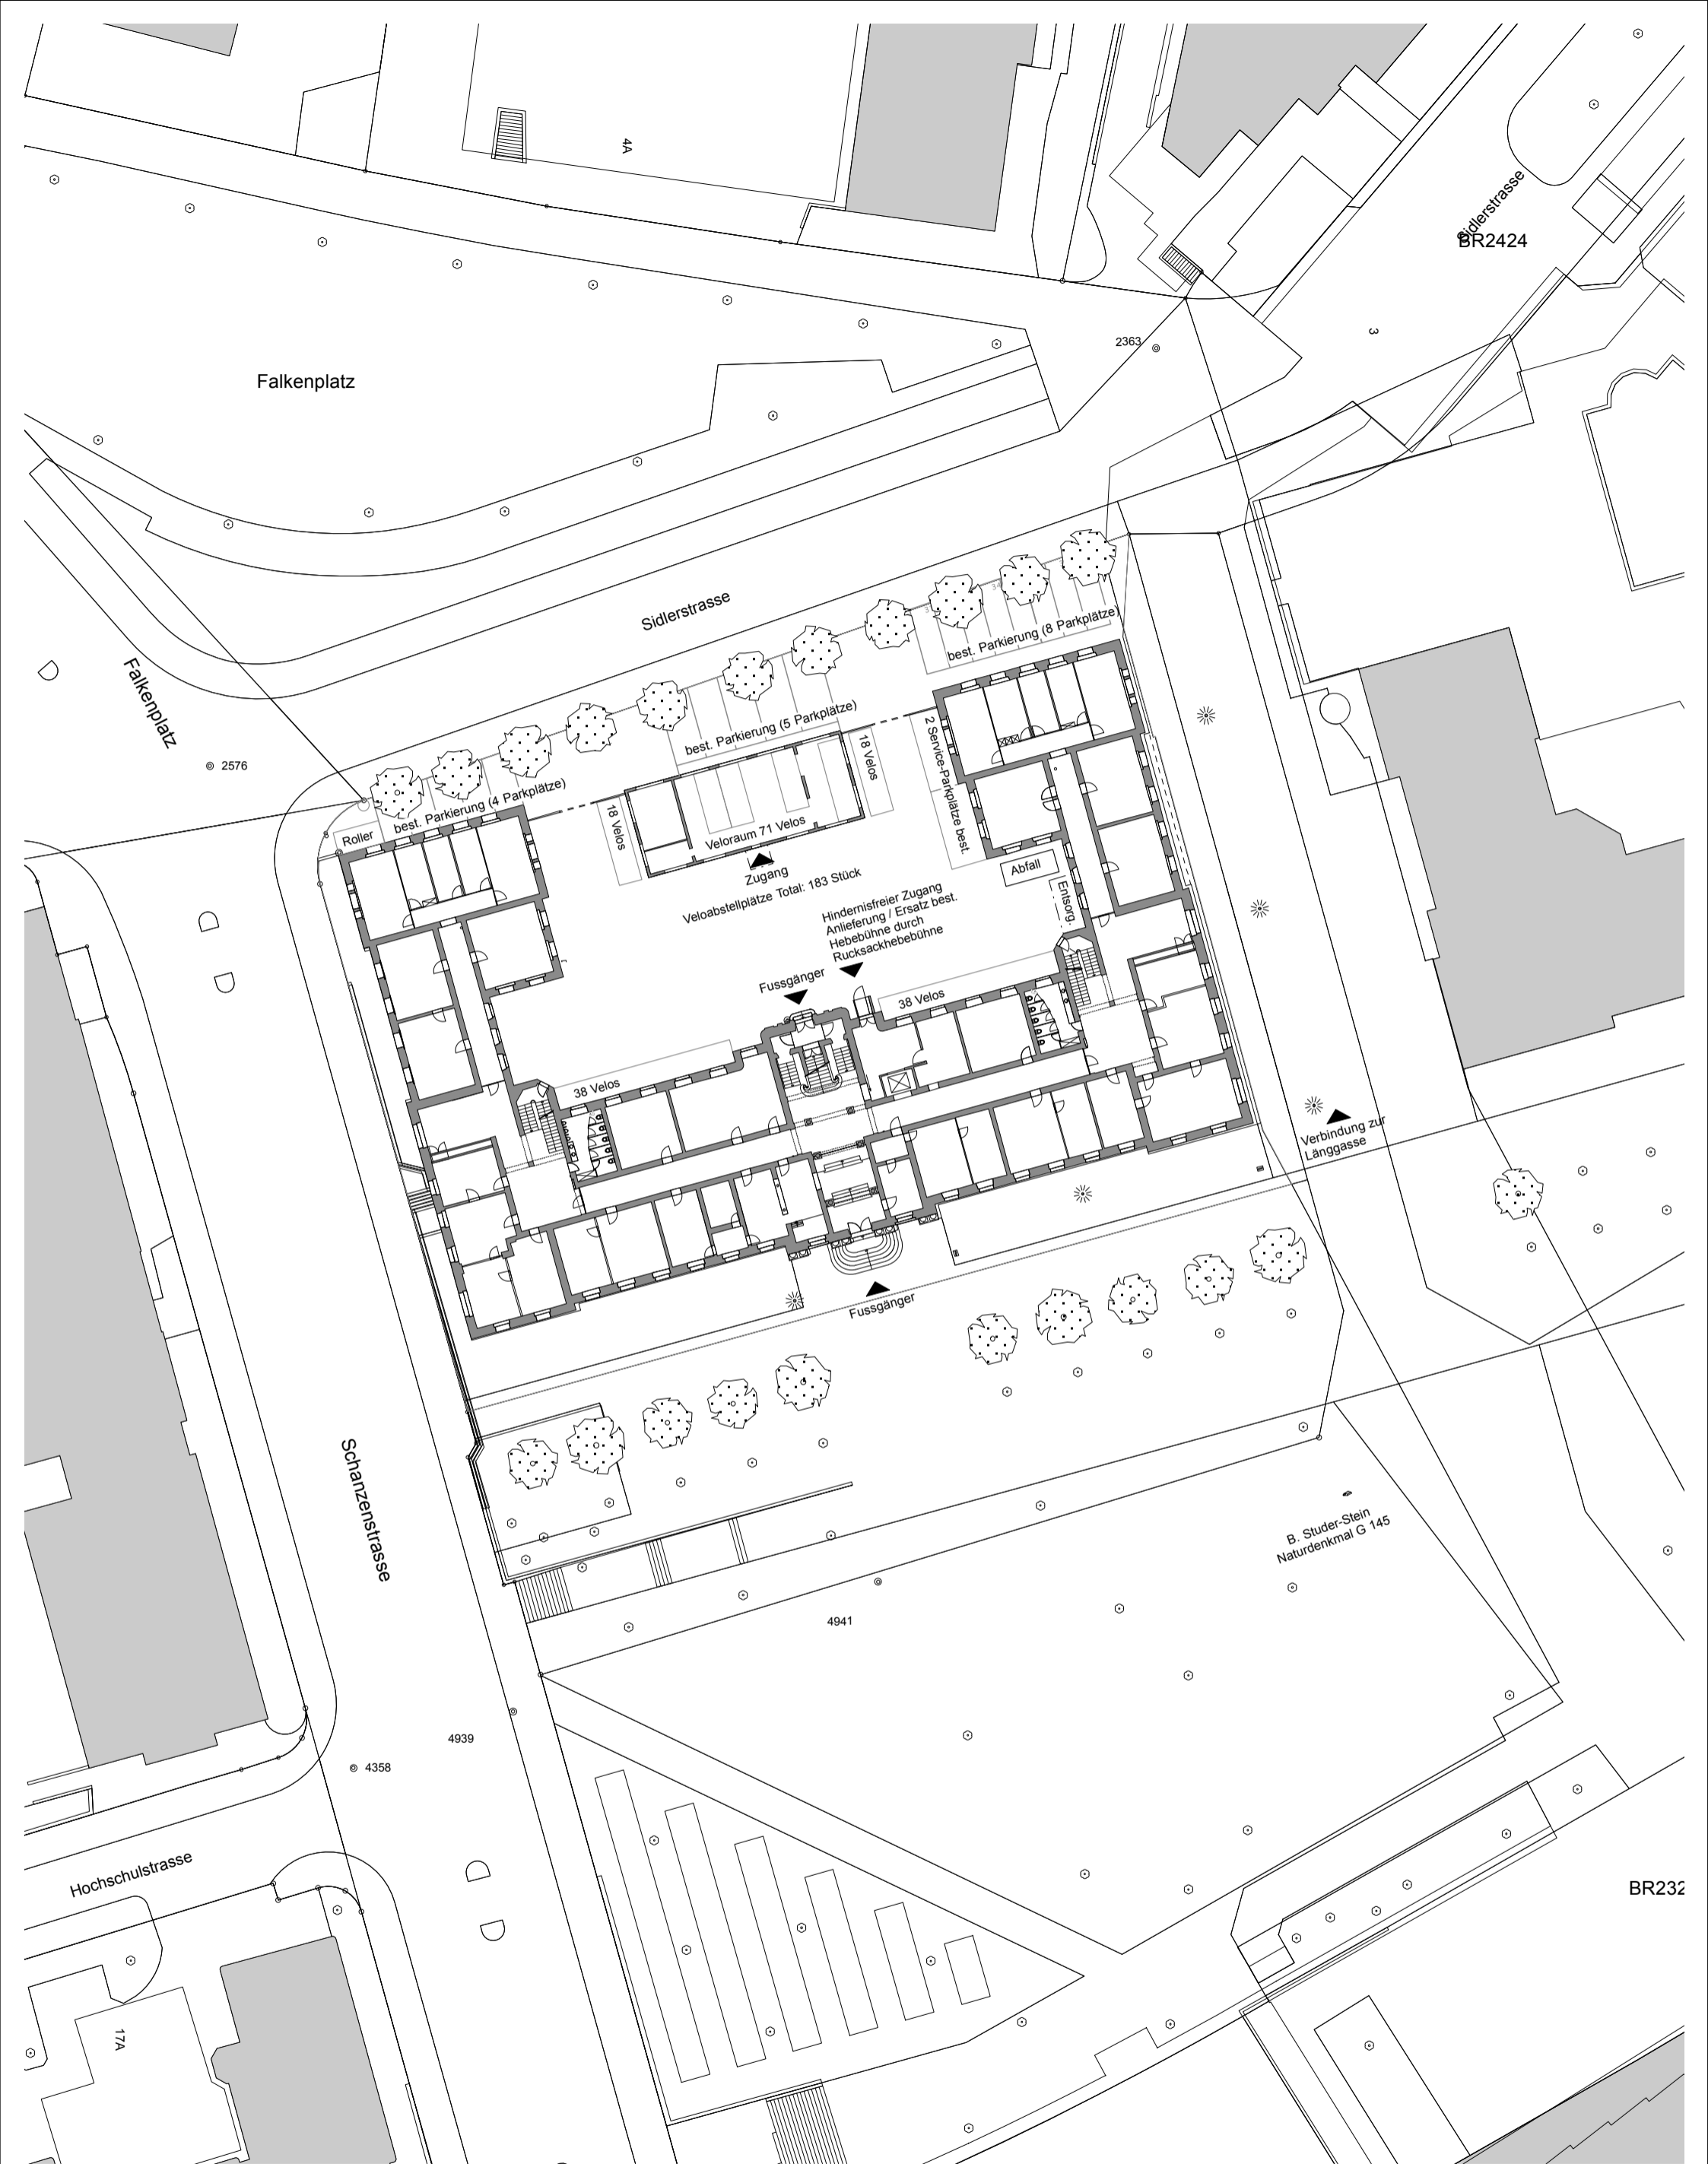 4A
Sidlerstrasse
BR2424
3
2363
Falkenplatz
Sidlerstrasse
Falkenplatz
2576
best. Parkierung (8 Parkplätze)
best. Parkierung (5 Parkplätze)
best. Parkierung (4 Parkplätze)
Roller
18 Velos
18 Velos
2 Service-Parkplätze best.
Veloraum 71 Velos
Zugang
Veloabstellplätze Total: 183 Stück
Abfall
Entsorg.
Hindernisfreier Zugang
Anlieferung / Ersatz best.
Hebebühne durch
Rucksackhebebühne
Fussgänger
38 Velos
38 Velos
Verbindung zur
Länggasse
Fussgänger
Schanzenstrasse
B. Studer-Stein
Naturdenkmal G 145
4941
4939
4358
Hochschulstrasse
BR232
17A